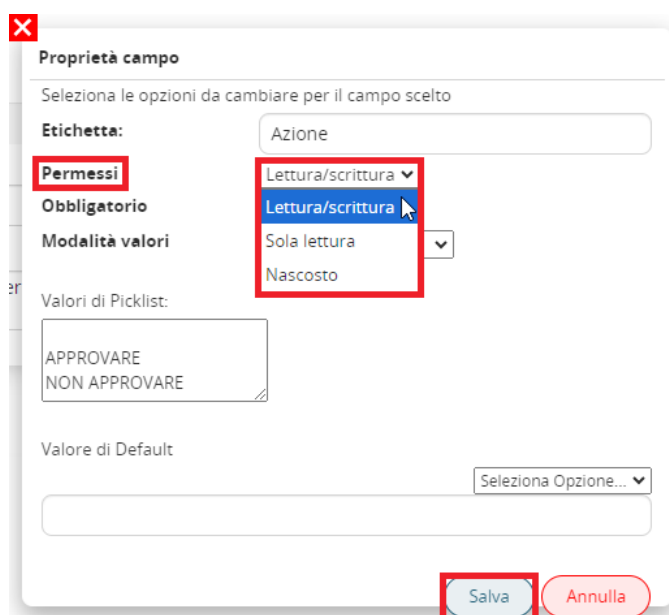 Proprietà campo
Seleziona le opzioni da cambiare per il campo scelto
Etichetta: Azione
Permessi Lettura/scrittura
Obbligatorio Lettura/scrittura
Modalità valori Sola lettura
Nascosto
er
Valori di Picklist:
APPROVARE
NON APPROVARE
Valore di Default
Seleziona Opzione...
Salva Annulla